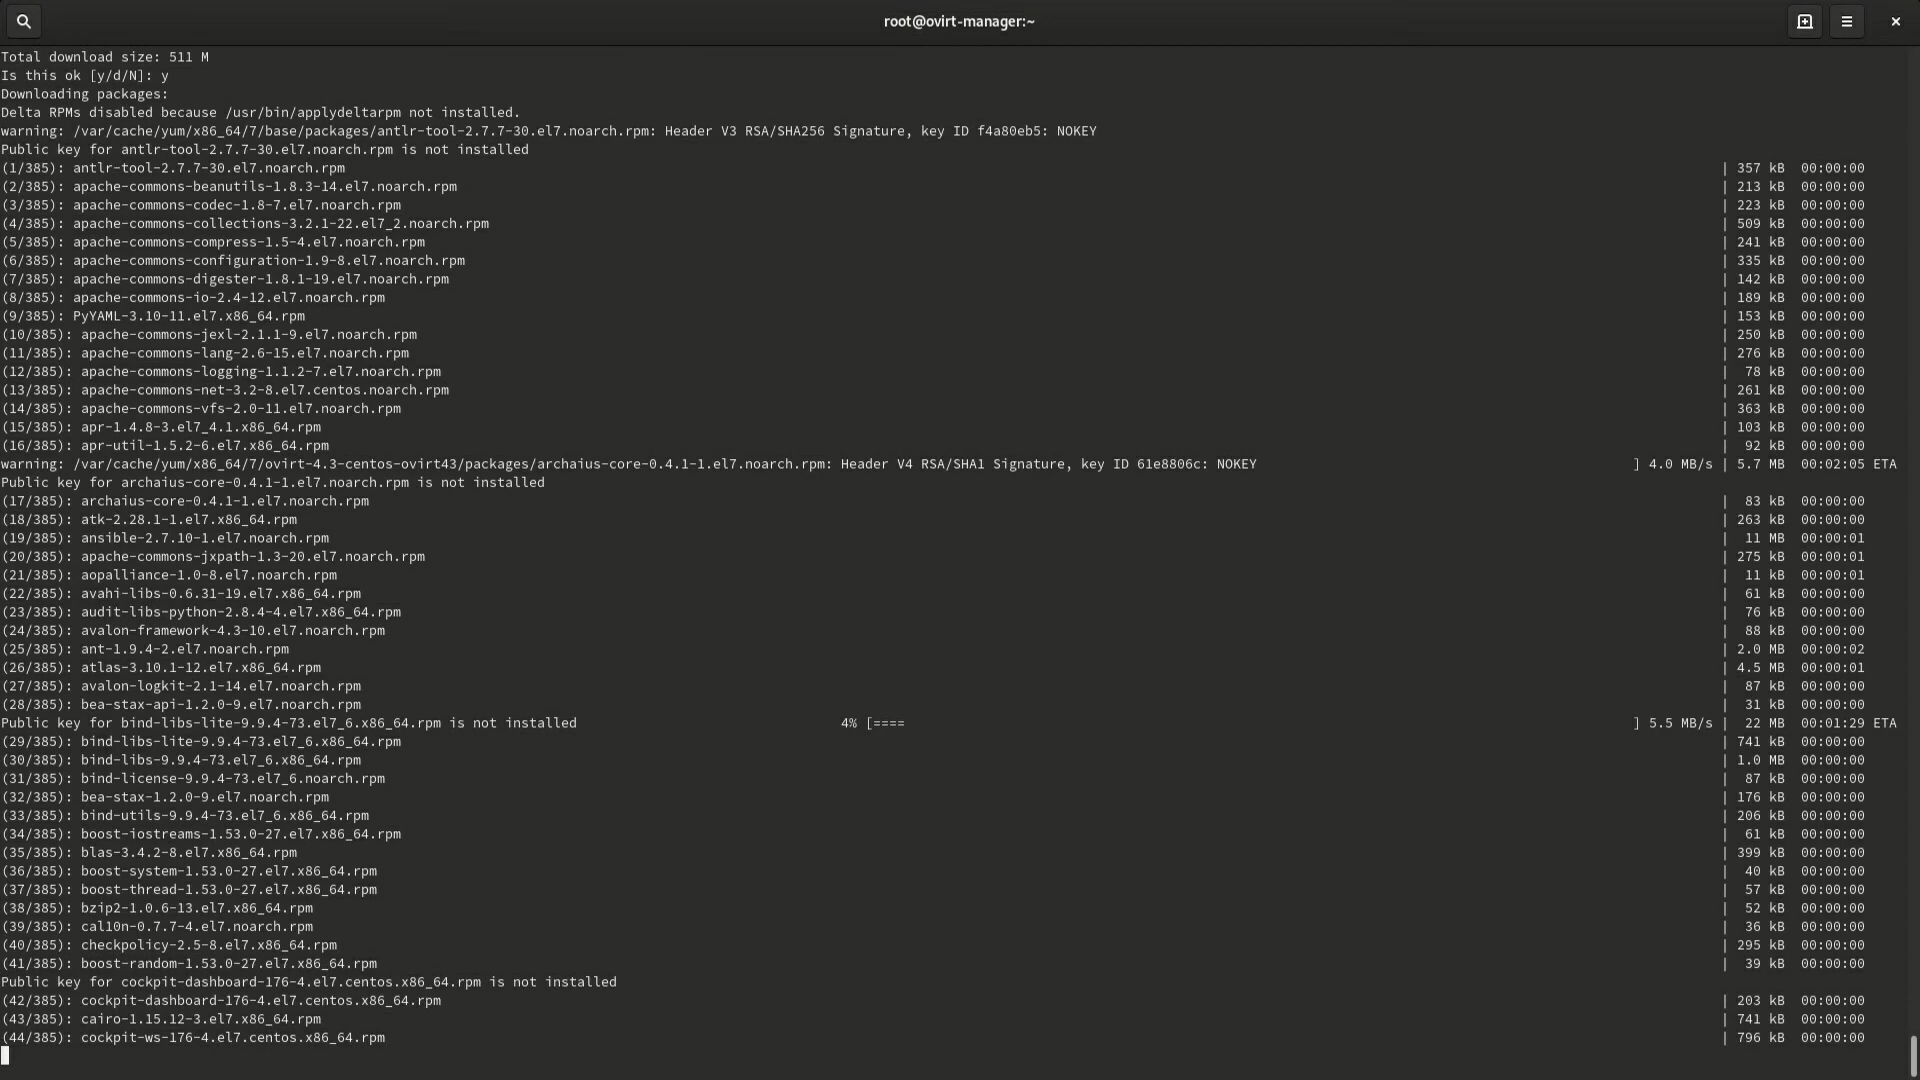 root@ovirt-manager:~
Total download size: 511 M
Is this ok [y/d/N]: y
Downloading packages:
Delta RPMs disabled because /usr/bin/applydeltarpm not installed.
warning: /var/cache/yum/x86_64/7/base/packages/antlr-tool-2.7.7-30.el7.noarch.rpm: Header V3 RSA/SHA256 Signature, key ID f4a80eb5: NOKEY
Public key for antlr-tool-2.7.7-30.el7.noarch.rpm is not installed
(1/385): antlr-tool-2.7.7-30.el7.noarch.rpm | 357 kB 00:00:00
(2/385): apache-commons-beanutils-1.8.3-14.el7.noarch.rpm | 213 kB 00:00:00
(3/385): apache-commons-codec-1.8-7.el7.noarch.rpm | 223 kB 00:00:00
(4/385): apache-commons-collections-3.2.1-22.el7_2.noarch.rpm | 509 kB 00:00:00
(5/385): apache-commons-compress-1.5-4.el7.noarch.rpm | 241 kB 00:00:00
(6/385): apache-commons-configuration-1.9-8.el7.noarch.rpm | 335 kB 00:00:00
(7/385): apache-commons-digester-1.8.1-19.el7.noarch.rpm | 142 kB 00:00:00
(8/385): apache-commons-io-2.4-12.el7.noarch.rpm | 189 kB 00:00:00
(9/385): PyYAML-3.10-11.el7.x86_64.rpm | 153 kB 00:00:00
(10/385): apache-commons-jexl-2.1.1-9.el7.noarch.rpm | 250 kB 00:00:00
(11/385): apache-commons-lang-2.6-15.el7.noarch.rpm | 276 kB 00:00:00
(12/385): apache-commons-logging-1.1.2-7.el7.noarch.rpm | 78 kB 00:00:00
(13/385): apache-commons-net-3.2-8.el7.centos.noarch.rpm | 261 kB 00:00:00
(14/385): apache-commons-vfs-2.0-11.el7.noarch.rpm | 363 kB 00:00:00
(15/385): apr-1.4.8-3.el7_4.1.x86_64.rpm | 103 kB 00:00:00
(16/385): apr-util-1.5.2-6.el7.x86_64.rpm | 92 kB 00:00:00
warning: /var/cache/yum/x86_64/7/ovirt-4.3-centos-ovirt43/packages/archaius-core-0.4.1-1.el7.noarch.rpm: Header V4 RSA/SHA1 Signature, key ID 61e8806c: NOKEY ] 4.0 MB/s | 5.7 MB 00:02:05 ETA
Public key for archaius-core-0.4.1-1.el7.noarch.rpm is not installed
(17/385): archaius-core-0.4.1-1.el7.noarch.rpm | 83 kB 00:00:00
(18/385): atk-2.28.1-1.el7.x86_64.rpm | 263 kB 00:00:00
(19/385): ansible-2.7.10-1.el7.noarch.rpm | 11 MB 00:00:01
(20/385): apache-commons-jxpath-1.3-20.el7.noarch.rpm | 275 kB 00:00:01
(21/385): aopalliance-1.0-8.el7.noarch.rpm | 11 kB 00:00:01
(22/385): avahi-libs-0.6.31-19.el7.x86_64.rpm | 61 kB 00:00:00
(23/385): audit-libs-python-2.8.4-4.el7.x86_64.rpm | 76 kB 00:00:00
(24/385): avalon-framework-4.3-10.el7.noarch.rpm | 88 kB 00:00:00
(25/385): ant-1.9.4-2.el7.noarch.rpm | 2.0 MB 00:00:02
(26/385): atlas-3.10.1-12.el7.x86_64.rpm | 4.5 MB 00:00:01
(27/385): avalon-logkit-2.1-14.el7.noarch.rpm | 87 kB 00:00:00
(28/385): bea-stax-api-1.2.0-9.el7.noarch.rpm | 31 kB 00:00:00
Public key for bind-libs-lite-9.9.4-73.el7_6.x86_64.rpm is not installed 4% [==== ] 5.5 MB/s | 22 MB 00:01:29 ETA
(29/385): bind-libs-lite-9.9.4-73.el7_6.x86_64.rpm | 741 kB 00:00:00
(30/385): bind-libs-9.9.4-73.el7_6.x86_64.rpm | 1.0 MB 00:00:00
(31/385): bind-license-9.9.4-73.el7_6.noarch.rpm | 87 kB 00:00:00
(32/385): bea-stax-1.2.0-9.el7.noarch.rpm | 176 kB 00:00:00
(33/385): bind-utils-9.9.4-73.el7_6.x86_64.rpm | 206 kB 00:00:00
(34/385): boost-iostreams-1.53.0-27.el7.x86_64.rpm | 61 kB 00:00:00
(35/385): blas-3.4.2-8.el7.x86_64.rpm | 399 kB 00:00:00
(36/385): boost-system-1.53.0-27.el7.x86_64.rpm | 40 kB 00:00:00
(37/385): boost-thread-1.53.0-27.el7.x86_64.rpm | 57 kB 00:00:00
(38/385): bzip2-1.0.6-13.el7.x86_64.rpm | 52 kB 00:00:00
(39/385): cal10n-0.7.7-4.el7.noarch.rpm | 36 kB 00:00:00
(40/385): checkpolicy-2.5-8.el7.x86_64.rpm | 295 kB 00:00:00
(41/385): boost-random-1.53.0-27.el7.x86_64.rpm | 39 kB 00:00:00
Public key for cockpit-dashboard-176-4.el7.centos.x86_64.rpm is not installed
(42/385): cockpit-dashboard-176-4.el7.centos.x86_64.rpm | 203 kB 00:00:00
(43/385): cairo-1.15.12-3.el7.x86_64.rpm | 741 kB 00:00:00
(44/385): cockpit-ws-176-4.el7.centos.x86_64.rpm | 796 kB 00:00:00